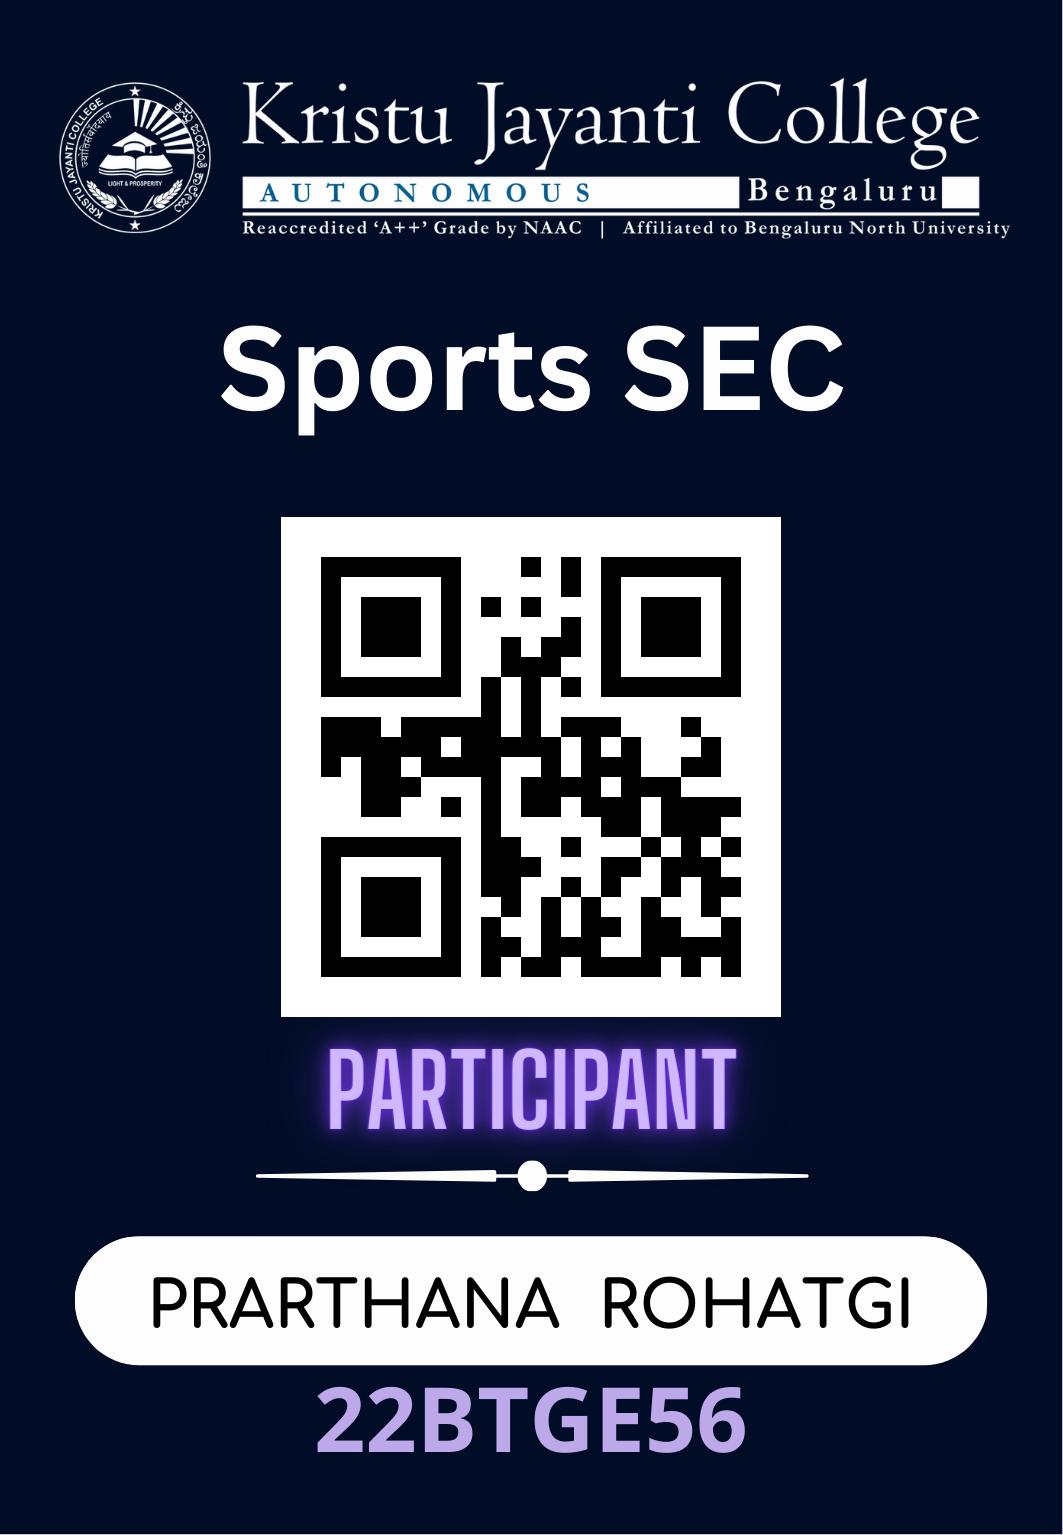 KRISTU JAYANTI COLLEGE
ಕ್ರಿಸ್ತು ಜಯಂತಿ ಕಾಲೇಜು
LIGHT & PROSPERITY
Kristu Jayanti College
AUTONOMOUS Bengaluru
Reaccredited ‘A++’ Grade by NAAC | Affiliated to Bengaluru North University
Sports SEC
PARTICIPANT
PRARTHANA ROHATGI
22BTGE56